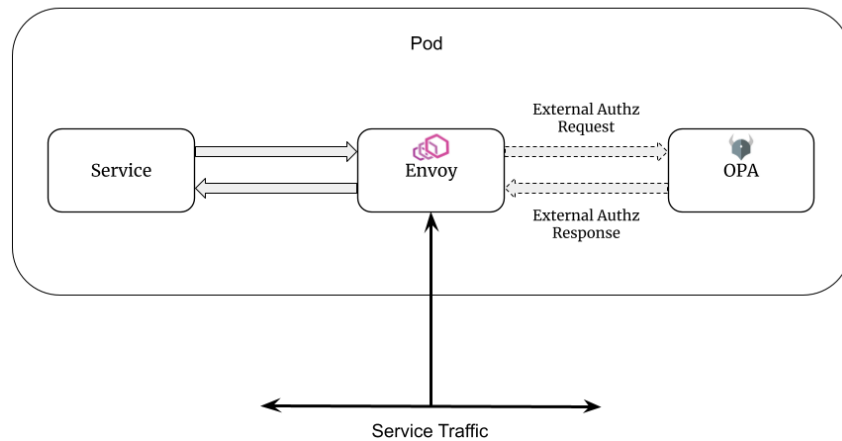 Pod
External Authz
Request
Service
Envoy
OPA
External Authz
Response
Service Traffic